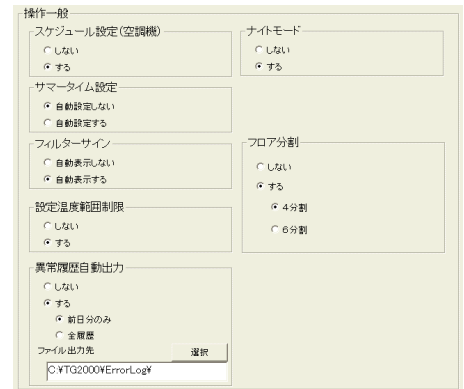 操作一般
スケジュール設定(空調機)
しない
する
サマータイム設定
自動設定しない
自動設定する
フィルターサイン
自動表示しない
自動表示する
設定温度範囲制限
しない
する
異常履歴自動出力
しない
する
前日分のみ
全履歴
ファイル出力先
選択
C:¥TG2000¥ErrorLog¥
ナイトモード
しない
する
フロア分割
しない
する
4分割
6分割